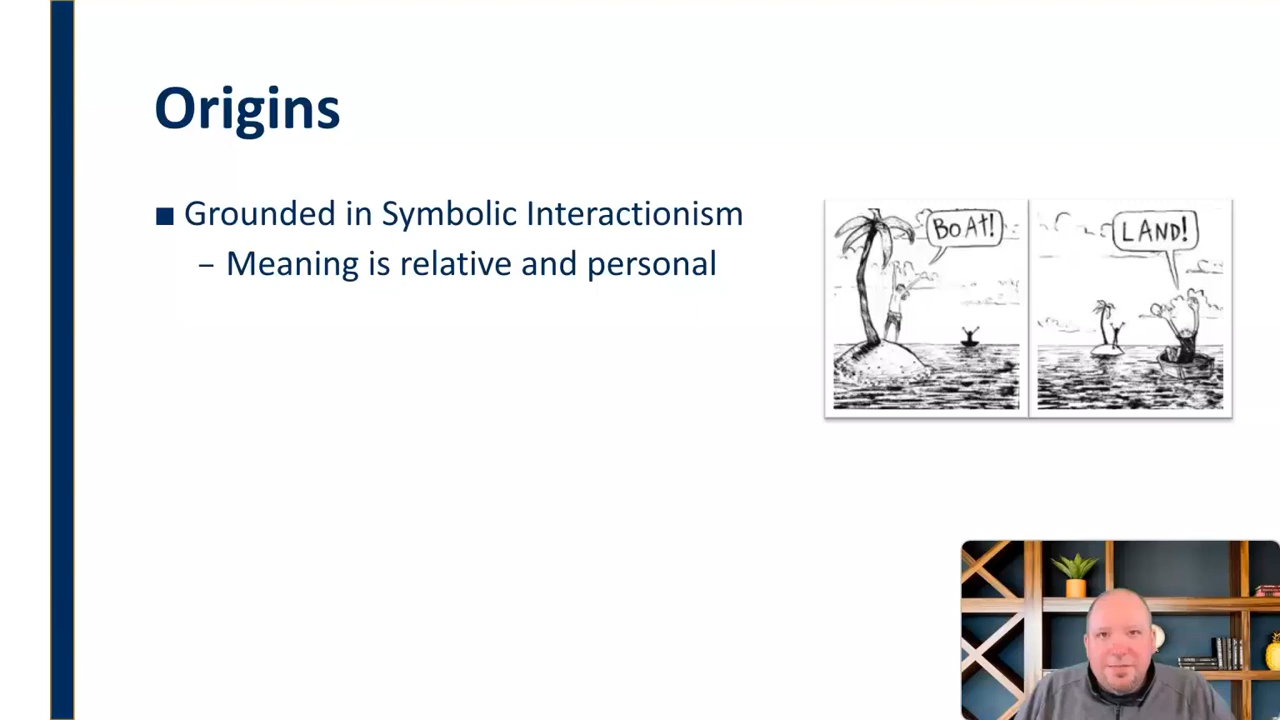 Origins
■ Grounded in Symbolic Interactionism
– Meaning is relative and personal
BOAt!
LAND!